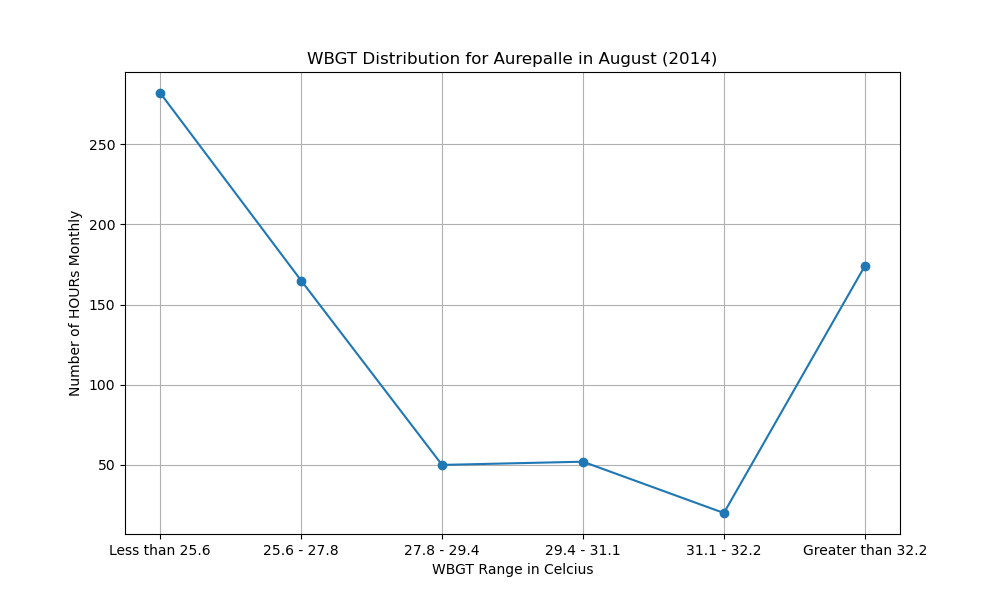 WBGT Distribution for Aurepalle in August (2014)
Number of HOURs Monthly
250
200
150
100
50
Less than 25.6
25.6 - 27.8
27.8 - 29.4
29.4 - 31.1
31.1 - 32.2
Greater than 32.2
WBGT Range in Celcius